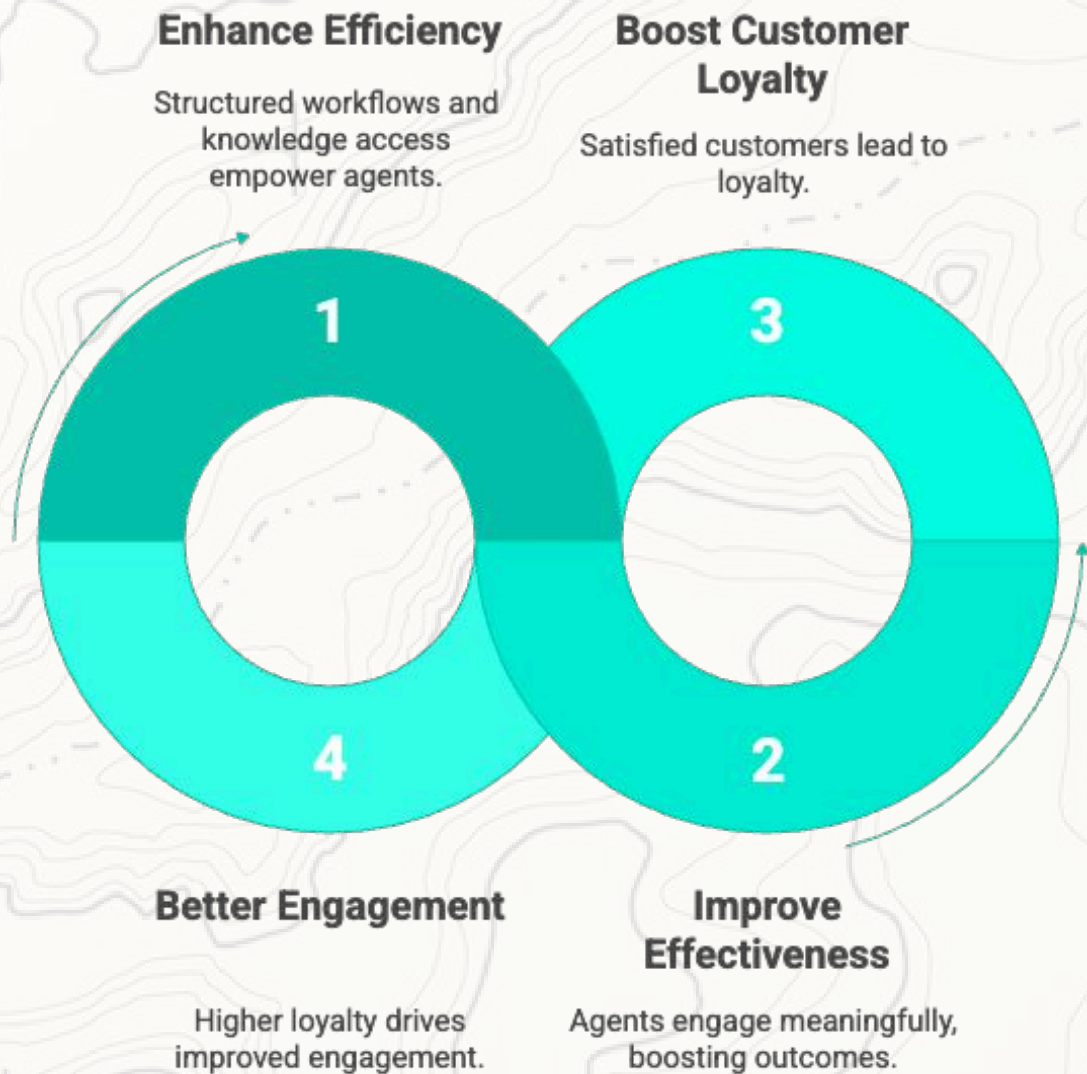 Enhance Efficiency
Structured workflows and
knowledge access
empower agents.
Boost Customer
Loyalty
Satisfied customers lead to
loyalty.
1
3
4
2
Better Engagement
Higher loyalty drives
improved engagement.
Improve
Effectiveness
Agents engage meaningfully,
boosting outcomes.